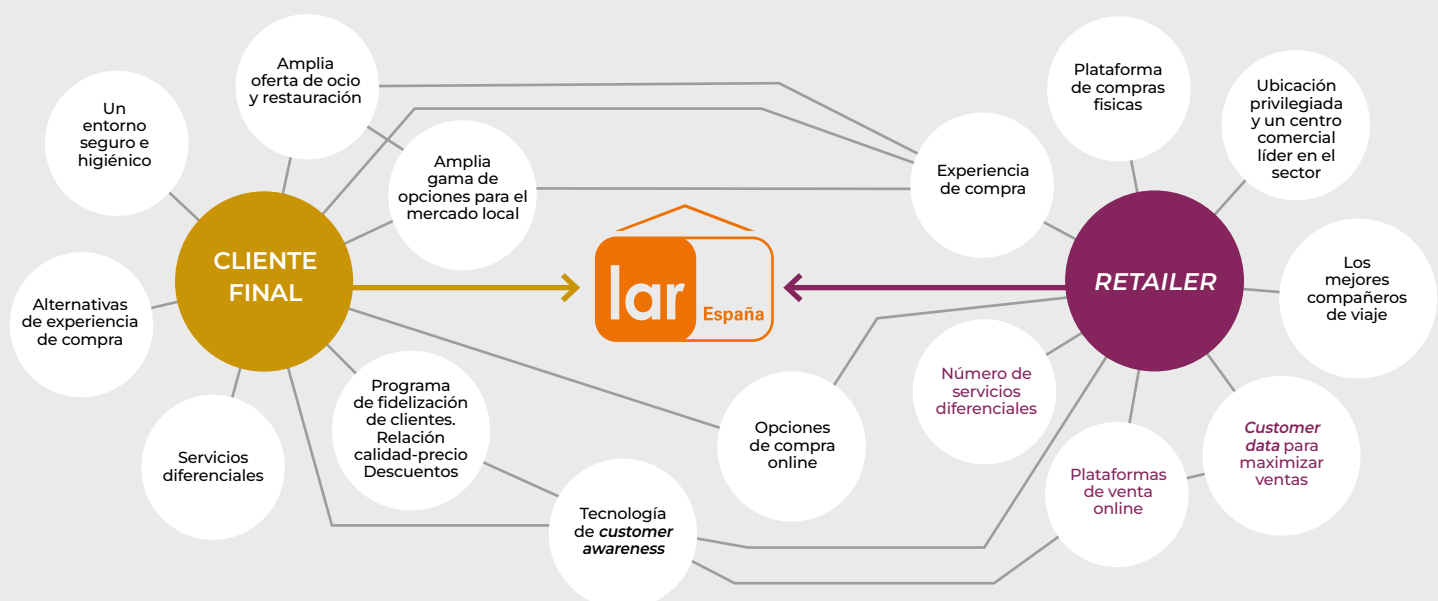 Amplia
oferta de ocio
y restauración
Un
entorno
seguro e
higiénico
Amplia
gama de
opciones para el
mercado local
CLIENTE
FINAL
Alternativas
de experiencia
de compra
Servicios
diferenciales
Programa
de fidelización
de clientes.
Relación
calidad-precio
Descuentos
Tecnología
de customer
awareness
lar
España
Opciones
de compra
online
Experiencia
de compra
Plataforma
de compras
fisicas
Ubicación
privilegiada
y un centro
comercial
líder en el
sector
RETAILER
Los
mejores
compañeros
de viaje
Número de
servicios
diferenciales
Plataformas
de venta
online
Customer
data para
maximizar
ventas